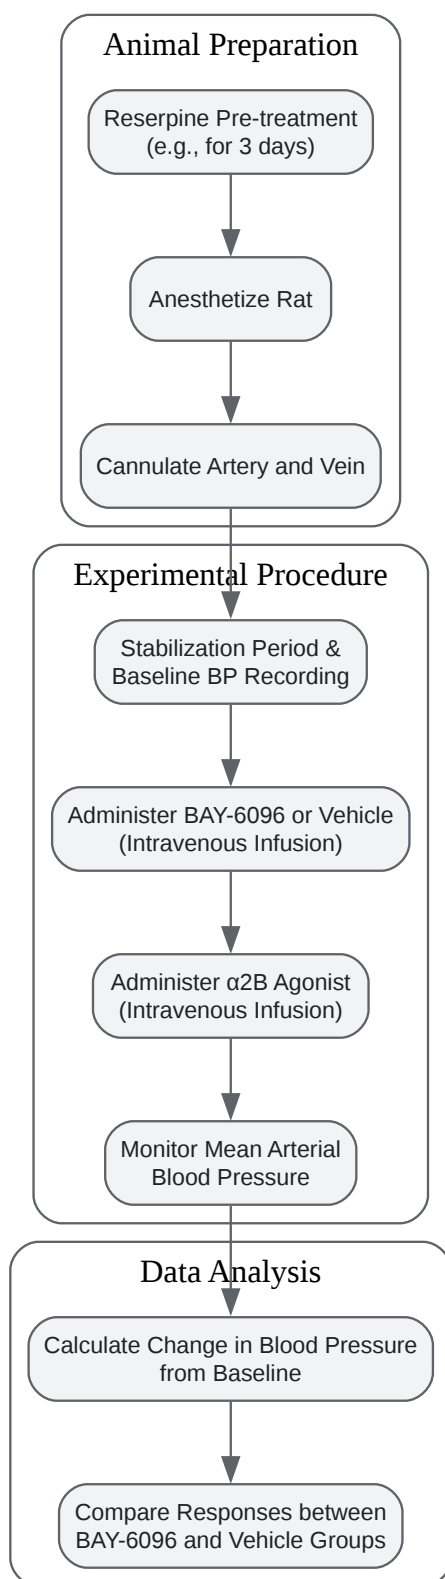 Animal Preparation
Reserpine Pre-treatment
(e.g., for 3 days)
Anesthetize Rat
Cannulate Artery and Vein
Experimental Procedure
Stabilization Period &
Baseline BP Recording
Administer BAY-6096 or Vehicle
(Intravenous Infusion)
Administer α2B Agonist
(Intravenous Infusion)
Monitor Mean Arterial
Blood Pressure
Data Analysis
Calculate Change in Blood Pressure
from Baseline
Compare Responses between
BAY-6096 and Vehicle Groups